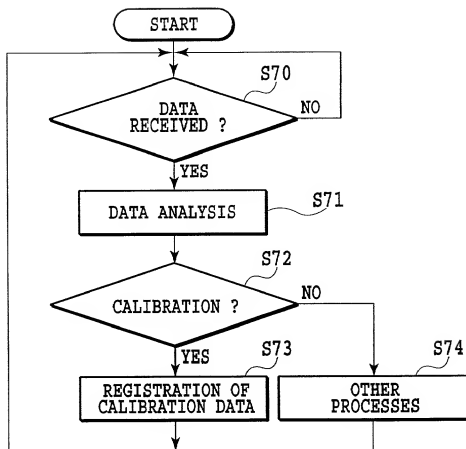 START
S70
DATA
RECEIVED ?
NO
YES
DATA ANALYSIS
S71
S72
CALIBRATION ?
NO
YES
S73
S74
REGISTRATION OF
CALIBRATION DATA
OTHER
PROCESSES